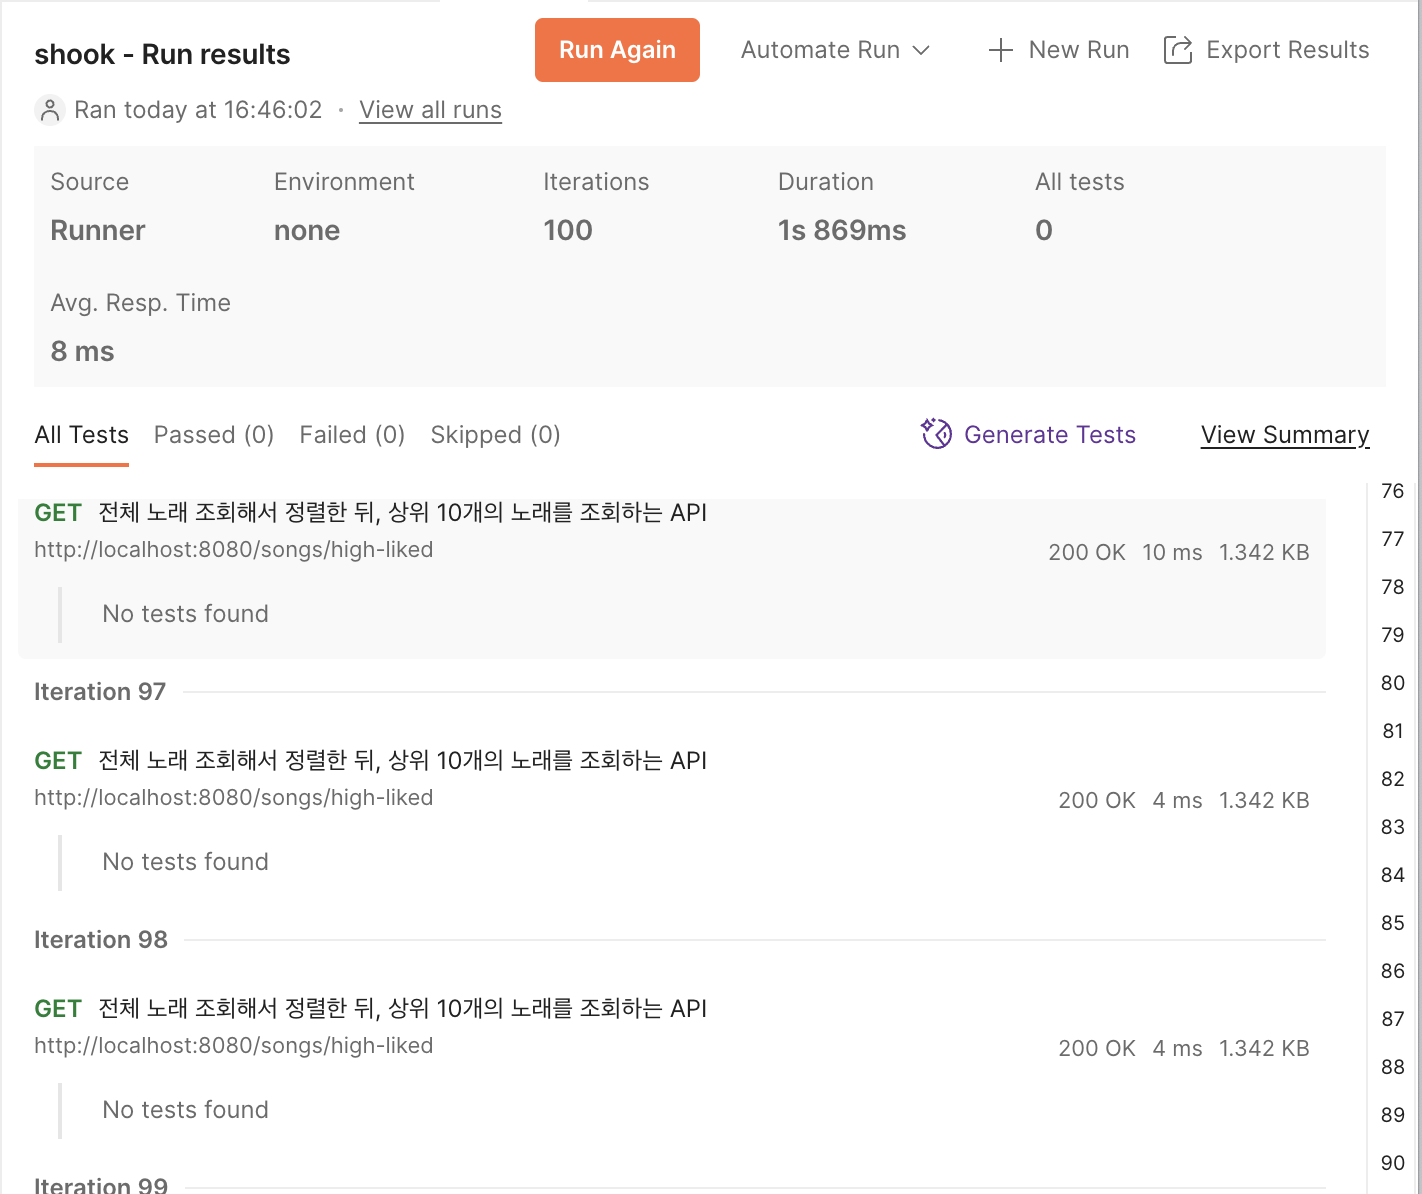 shook - Run results
Run Again
Automate Run
New Run
Export Results
Ran today at 16:46:02 · View all runs
Source Environment Iterations Duration All tests
Runner none 100 1s 869ms 0
Avg. Resp. Time
8 ms
All Tests Passed (0) Failed (0) Skipped (0) Generate Tests View Summary
GET 전체 노래 조회해서 정렬한 뒤, 상위 10개의 노래를 조회하는 API
http://localhost:8080/songs/high-liked
200 OK 10 ms 1.342 KB
No tests found
Iteration 97
GET 전체 노래 조회해서 정렬한 뒤, 상위 10개의 노래를 조회하는 API
http://localhost:8080/songs/high-liked
200 OK 4 ms 1.342 KB
No tests found
Iteration 98
GET 전체 노래 조회해서 정렬한 뒤, 상위 10개의 노래를 조회하는 API
http://localhost:8080/songs/high-liked
200 OK 4 ms 1.342 KB
No tests found
Iteration 99
76
77
78
79
80
81
82
83
84
85
86
87
88
89
90